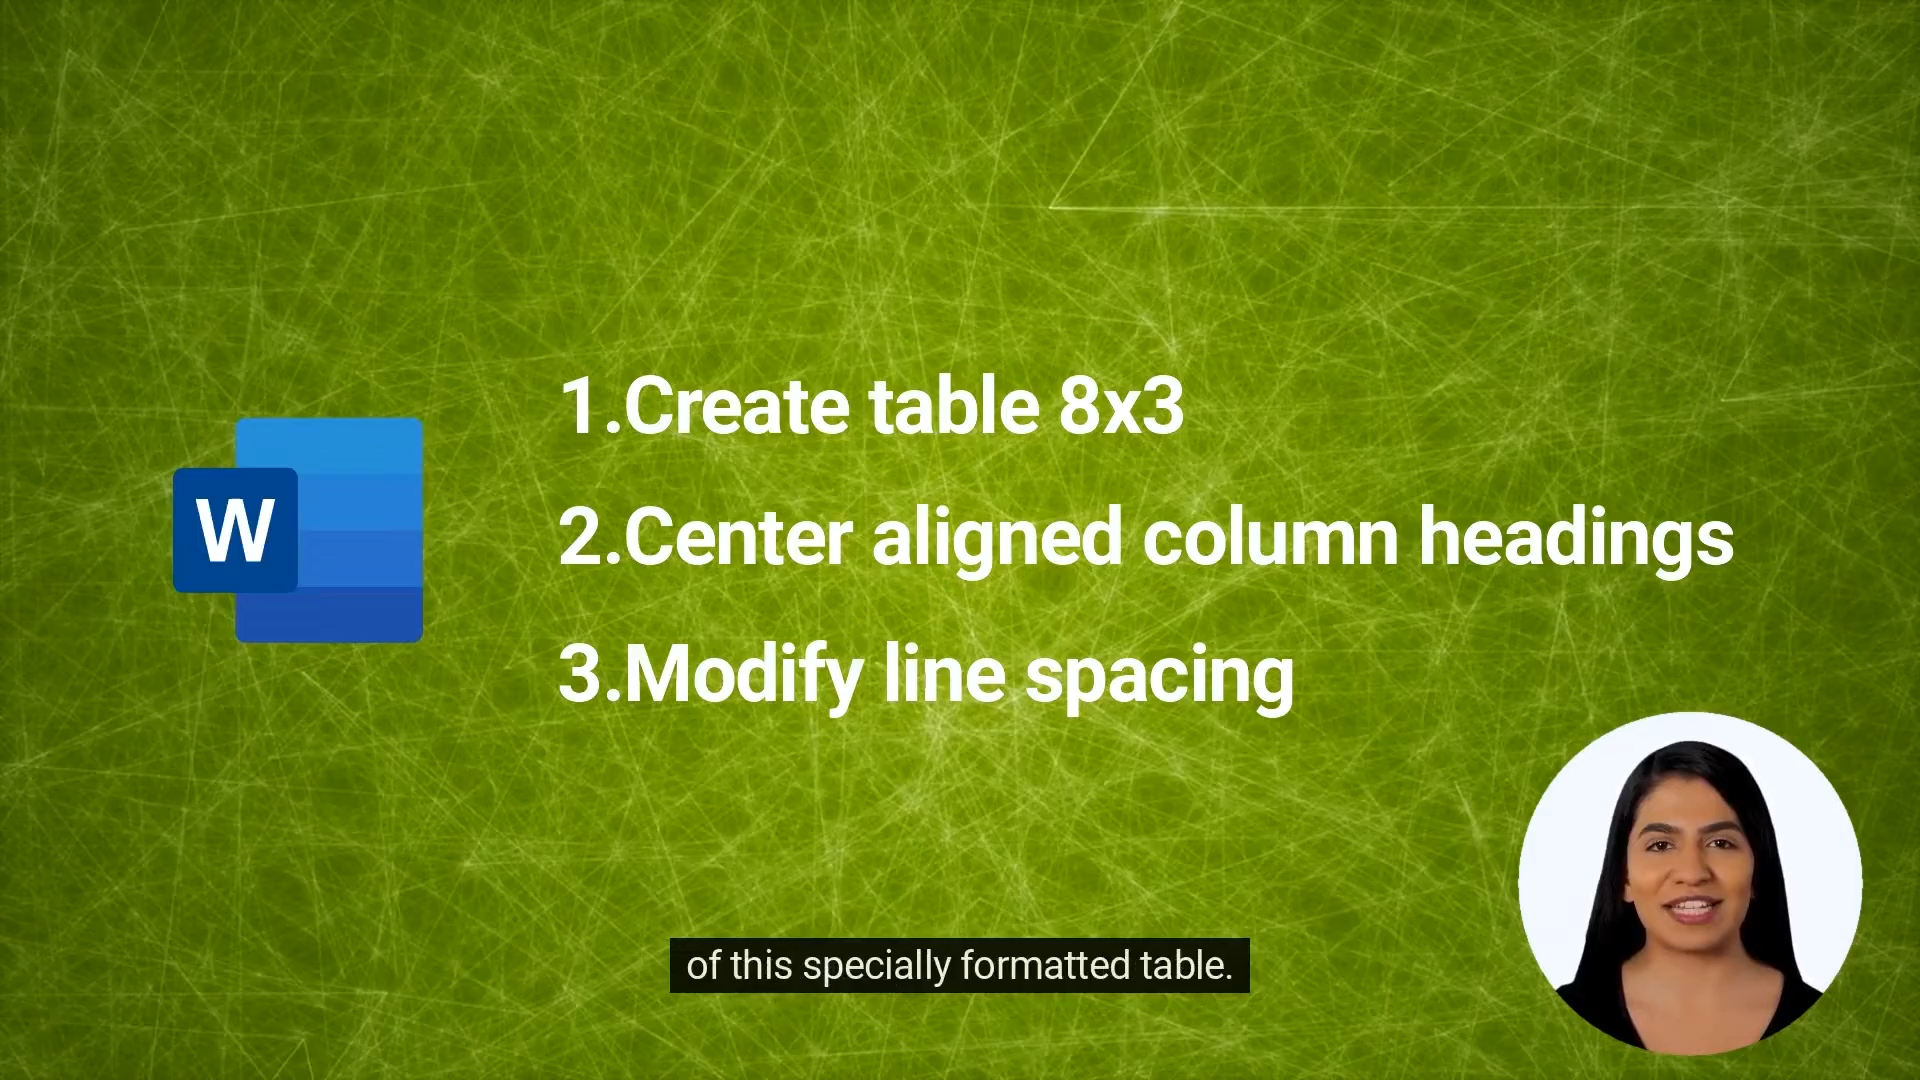 W
1.Create table 8x3
2.Center aligned column headings
3.Modify line spacing
of this specially formatted table.